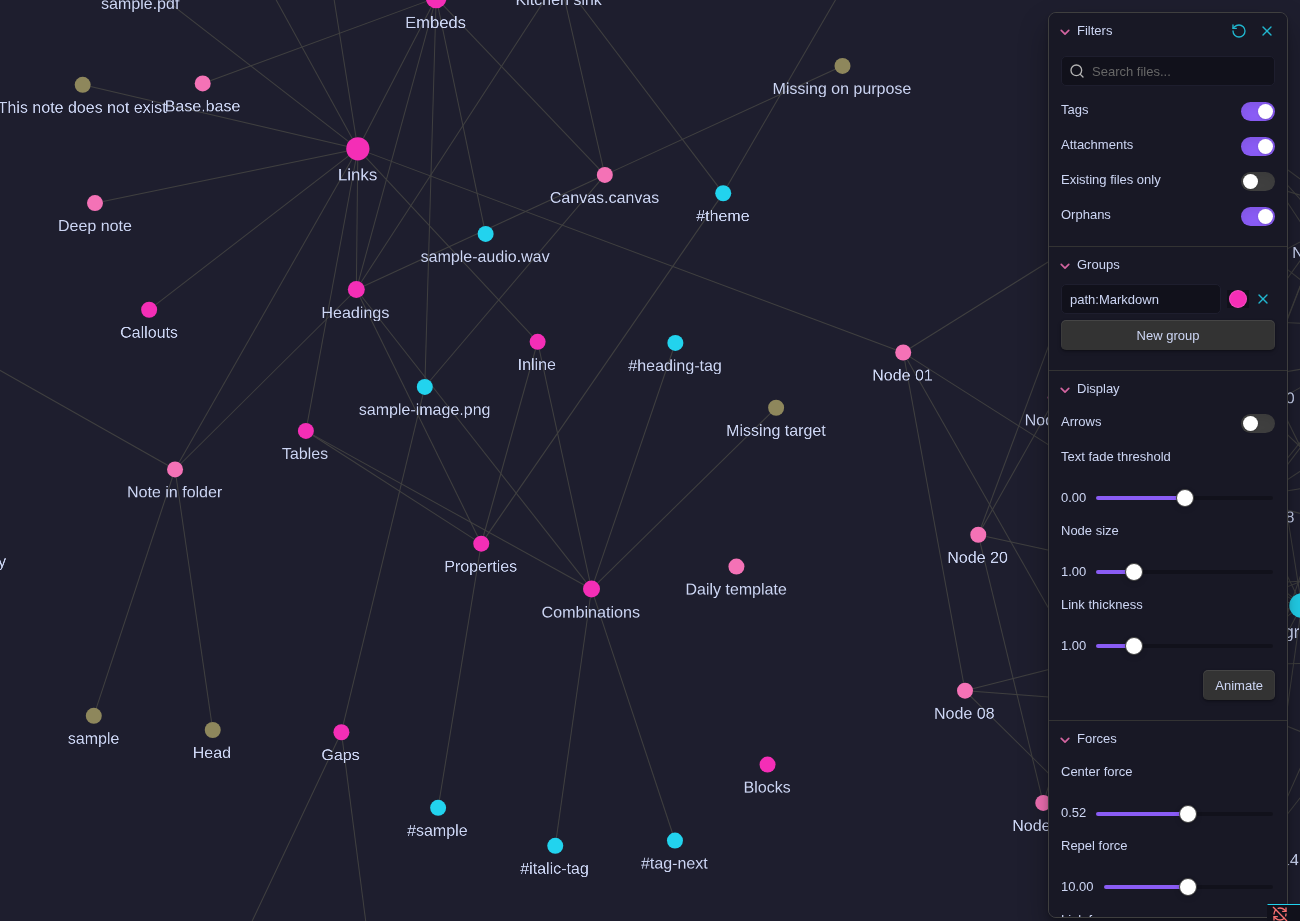 sample.pdf
Embeds
Kitchen sink
Missing on purpose
This note does not exist
Base.base
Links
Canvas.canvas
#theme
Deep note
sample-audio.wav
Headings
Callouts
Inline
#heading-tag
Node 01
sample-image.png
Missing target
Tables
Note in folder
Properties
Node 20
Daily template
Combinations
Node 08
sample
Head
Gaps
Blocks
Node
#sample
#italic-tag
#tag-next
Filters
Search files...
Tags
Attachments
Existing files only
Orphans
Groups
path:Markdown
New group
Display
Arrows
Text fade threshold
0.00
Node size
1.00
Link thickness
1.00
Animate
Forces
Center force
0.52
Repel force
10.00